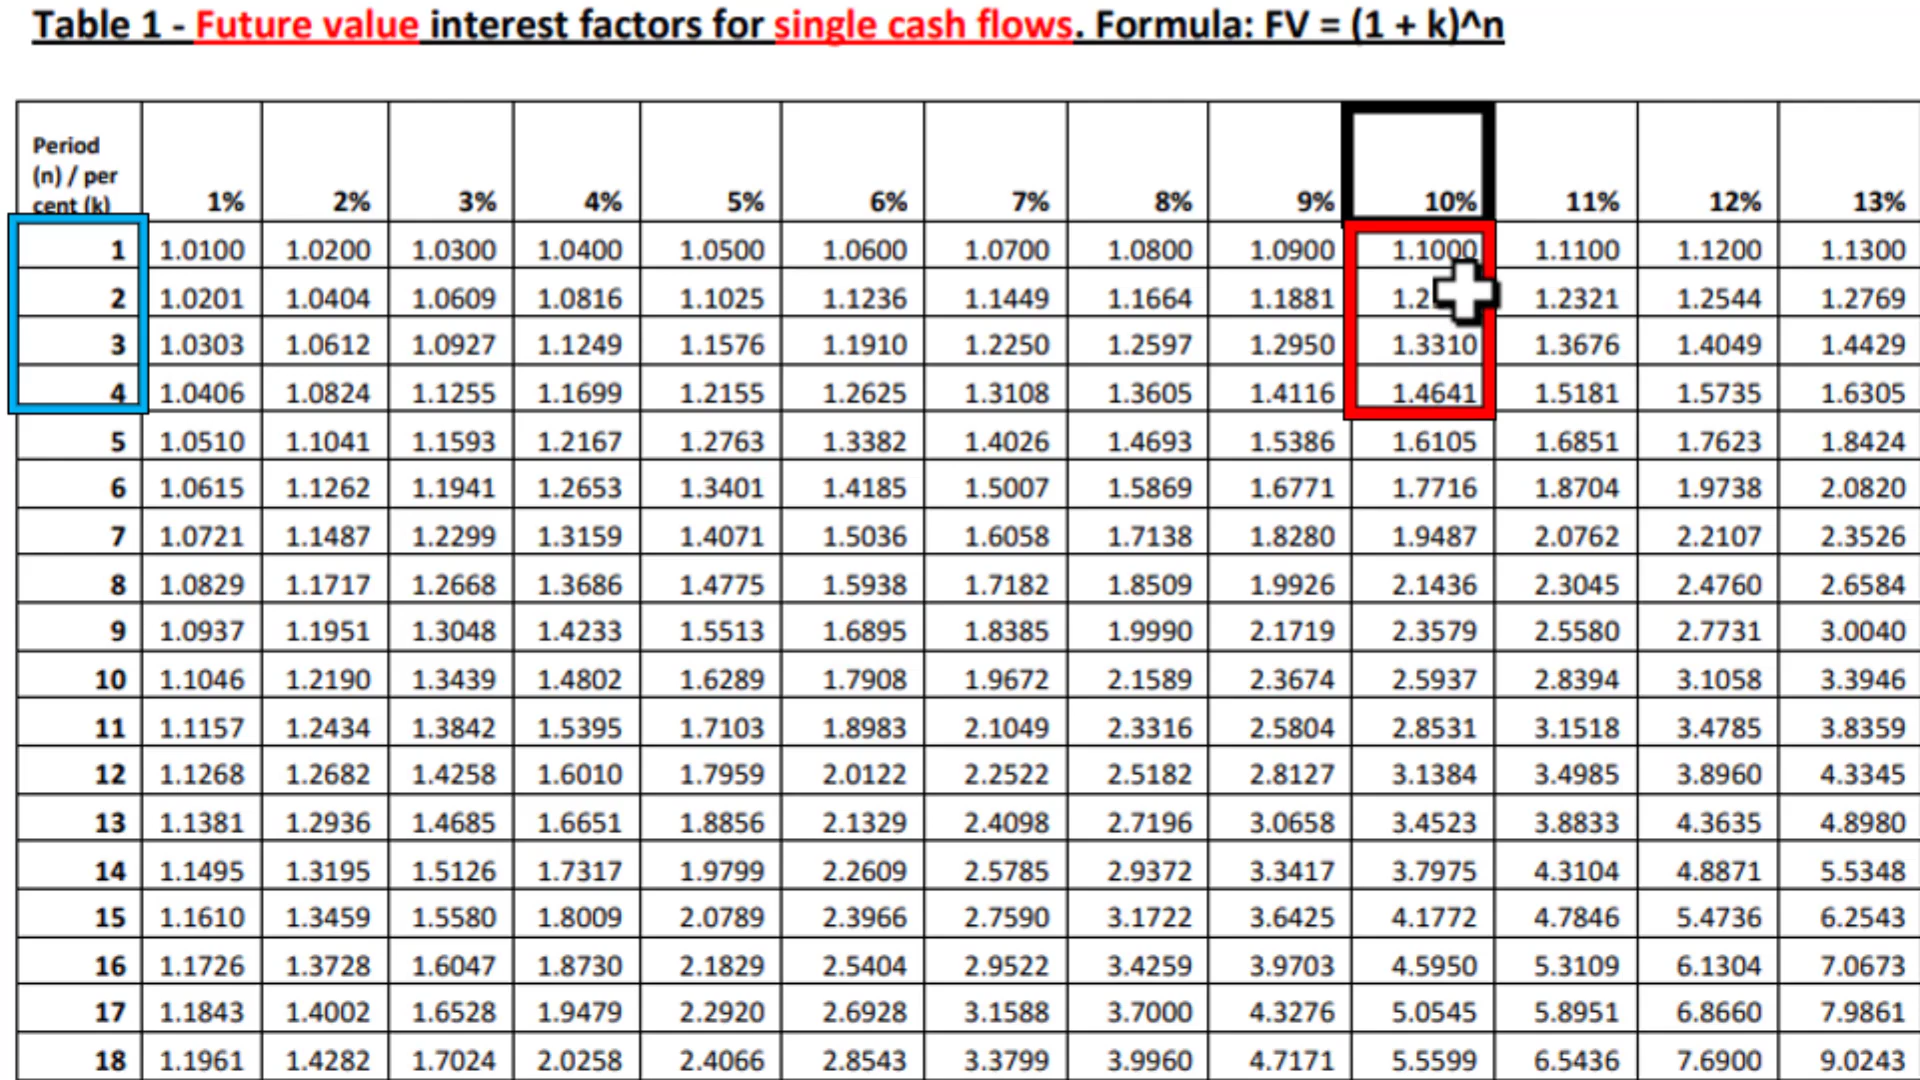 Table 1 - Future value interest factors for single cash flows. Formula: FV = (1 + k)^n
Period
(n) / per
cent (k) 1% 2% 3% 4% 5% 6% 7% 8% 9% 10% 11% 12% 13%
1 1.0100 1.0200 1.0300 1.0400 1.0500 1.0600 1.0700 1.0800 1.0900 1.1000 1.1100 1.1200 1.1300
2 1.0201 1.0404 1.0609 1.0816 1.1025 1.1236 1.1449 1.1664 1.1881 1.2321 1.2544 1.2769
3 1.0303 1.0612 1.0927 1.1249 1.1576 1.1910 1.2250 1.2597 1.2950 1.3310 1.3676 1.4049 1.4429
4 1.0406 1.0824 1.1255 1.1699 1.2155 1.2625 1.3108 1.3605 1.4116 1.4641 1.5181 1.5735 1.6305
5 1.0510 1.1041 1.1593 1.2167 1.2763 1.3382 1.4026 1.4693 1.5386 1.6105 1.6851 1.7623 1.8424
6 1.0615 1.1262 1.1941 1.2653 1.3401 1.4185 1.5007 1.5869 1.6771 1.7716 1.8704 1.9738 2.0820
7 1.0721 1.1487 1.2299 1.3159 1.4071 1.5036 1.6058 1.7138 1.8280 1.9487 2.0762 2.2107 2.3526
8 1.0829 1.1717 1.2668 1.3686 1.4775 1.5938 1.7182 1.8509 1.9926 2.1436 2.3045 2.4760 2.6584
9 1.0937 1.1951 1.3048 1.4233 1.5513 1.6895 1.8385 1.9990 2.1719 2.3579 2.5580 2.7731 3.0040
10 1.1046 1.2190 1.3439 1.4802 1.6289 1.7908 1.9672 2.1589 2.3674 2.5937 2.8394 3.1058 3.3946
11 1.1157 1.2434 1.3842 1.5395 1.7103 1.8983 2.1049 2.3316 2.5804 2.8531 3.1518 3.4785 3.8359
12 1.1268 1.2682 1.4258 1.6010 1.7959 2.0122 2.2522 2.5182 2.8127 3.1384 3.4985 3.8960 4.3345
13 1.1381 1.2936 1.4685 1.6651 1.8856 2.1329 2.4098 2.7196 3.0658 3.4523 3.8833 4.3635 4.8980
14 1.1495 1.3195 1.5126 1.7317 1.9799 2.2609 2.5785 2.9372 3.3417 3.7975 4.3104 4.8871 5.5348
15 1.1610 1.3459 1.5580 1.8009 2.0789 2.3966 2.7590 3.1722 3.6425 4.1772 4.7846 5.4736 6.2543
16 1.1726 1.3728 1.6047 1.8730 2.1829 2.5404 2.9522 3.4259 3.9703 4.5950 5.3109 6.1304 7.0673
17 1.1843 1.4002 1.6528 1.9479 2.2920 2.6928 3.1588 3.7000 4.3276 5.0545 5.8951 6.8660 7.9861
18 1.1961 1.4282 1.7024 2.0258 2.4066 2.8543 3.3799 3.9960 4.7171 5.5599 6.5436 7.6900 9.0243